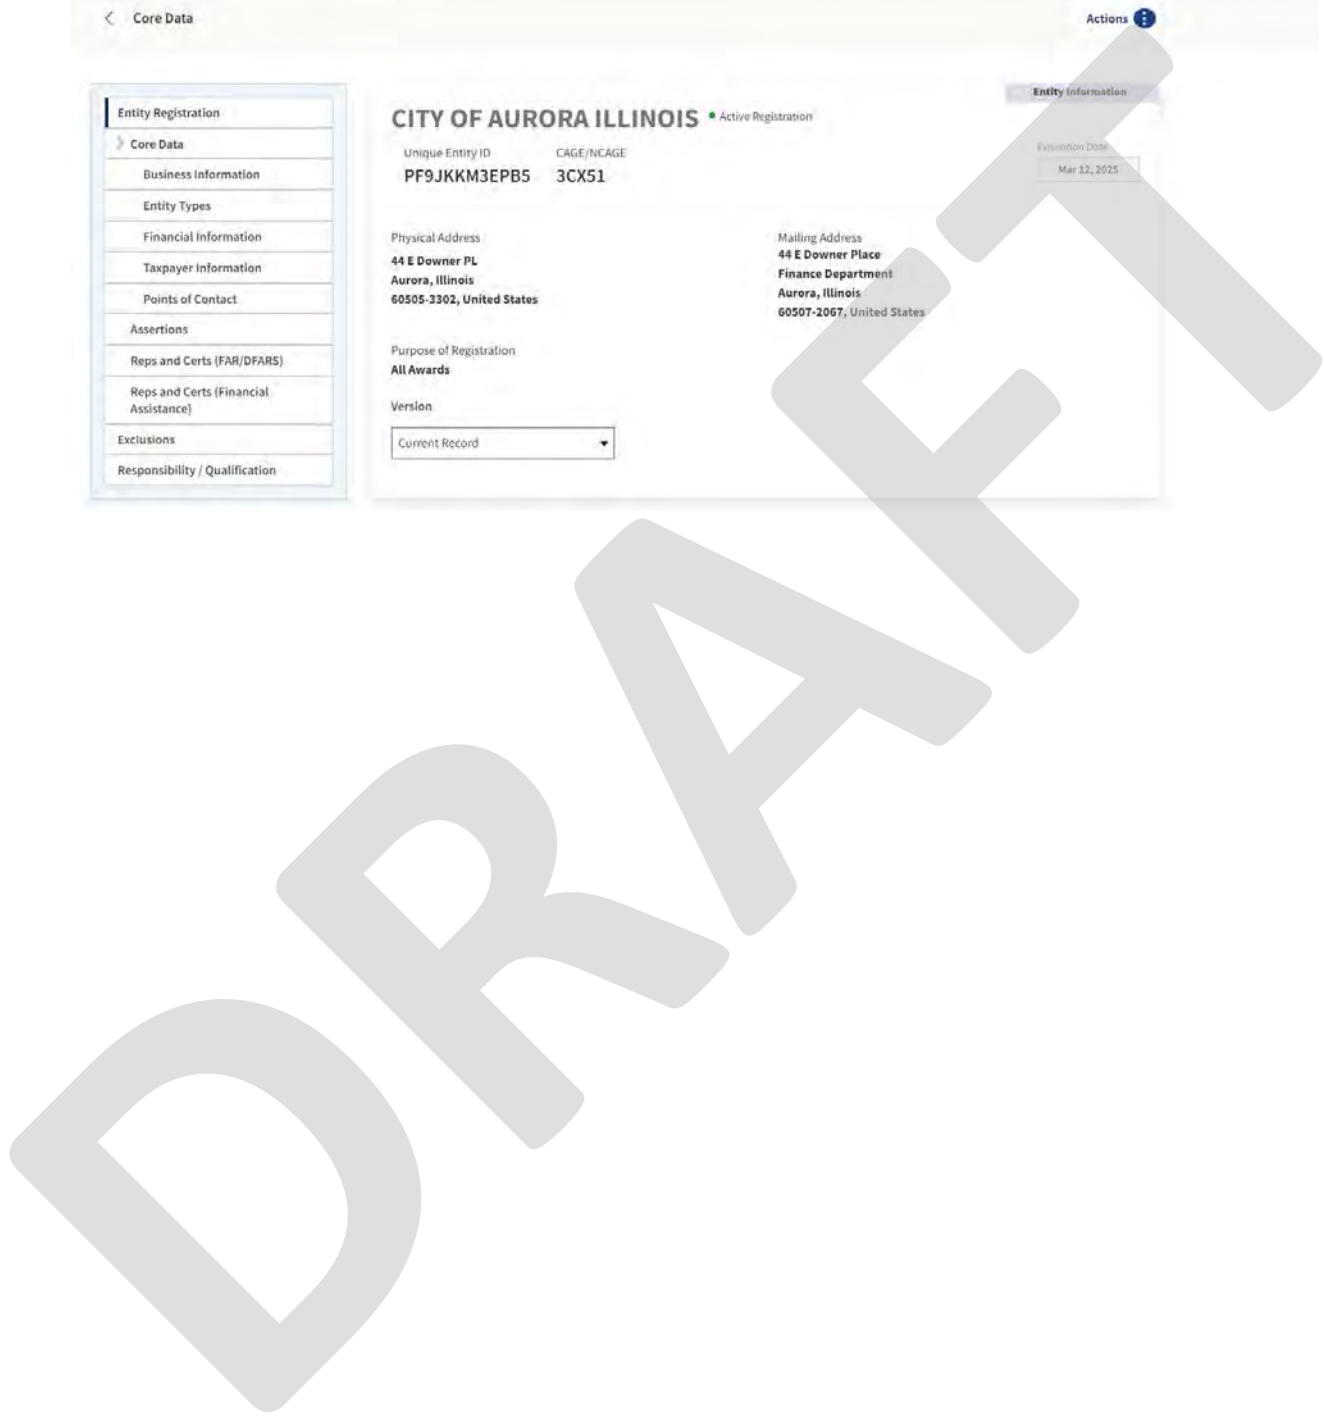 Core Data
Actions
Entity Registration
Core Data
Business Information
Entity Types
Financial Information
Taxpayer Information
Points of Contact
Assertions
Reps and Certs (FAR/DFARS)
Reps and Certs (Financial
Assistance)
Exclusions
Responsibility / Qualification
Entity Information
CITY OF AURORA ILLINOIS
Active Registration
Unique Entity ID
CAGE/NCAGE
PF9JKKM3EPB5
3CX51
Expiration Date
Mar 12, 2025
Physical Address
44 E Downer PL
Aurora, Illinois
60505-3302, United States
Mailing Address
44 E Downer Place
Finance Department
Aurora, Illinois
60507-2067, United States
Purpose of Registration
All Awards
Version
Current Record
DRAFT